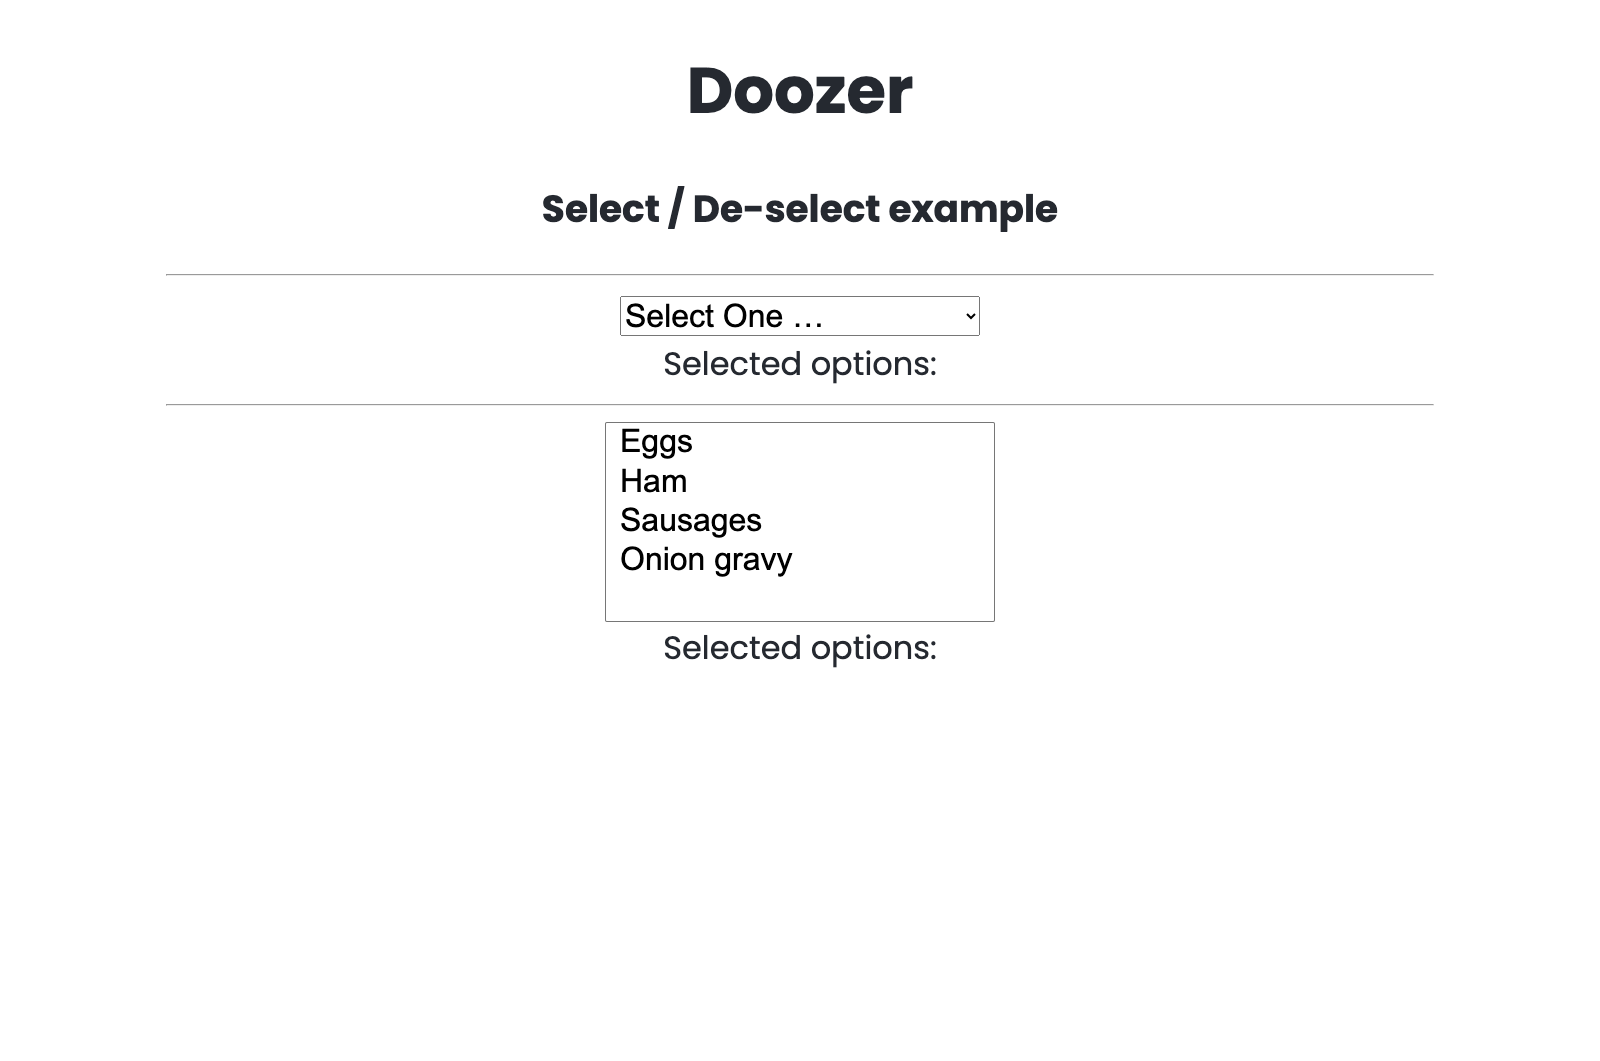 Doozer
Select / De-select example
Select One …
Selected options:
Eggs
Ham
Sausages
Onion gravy
Selected options: